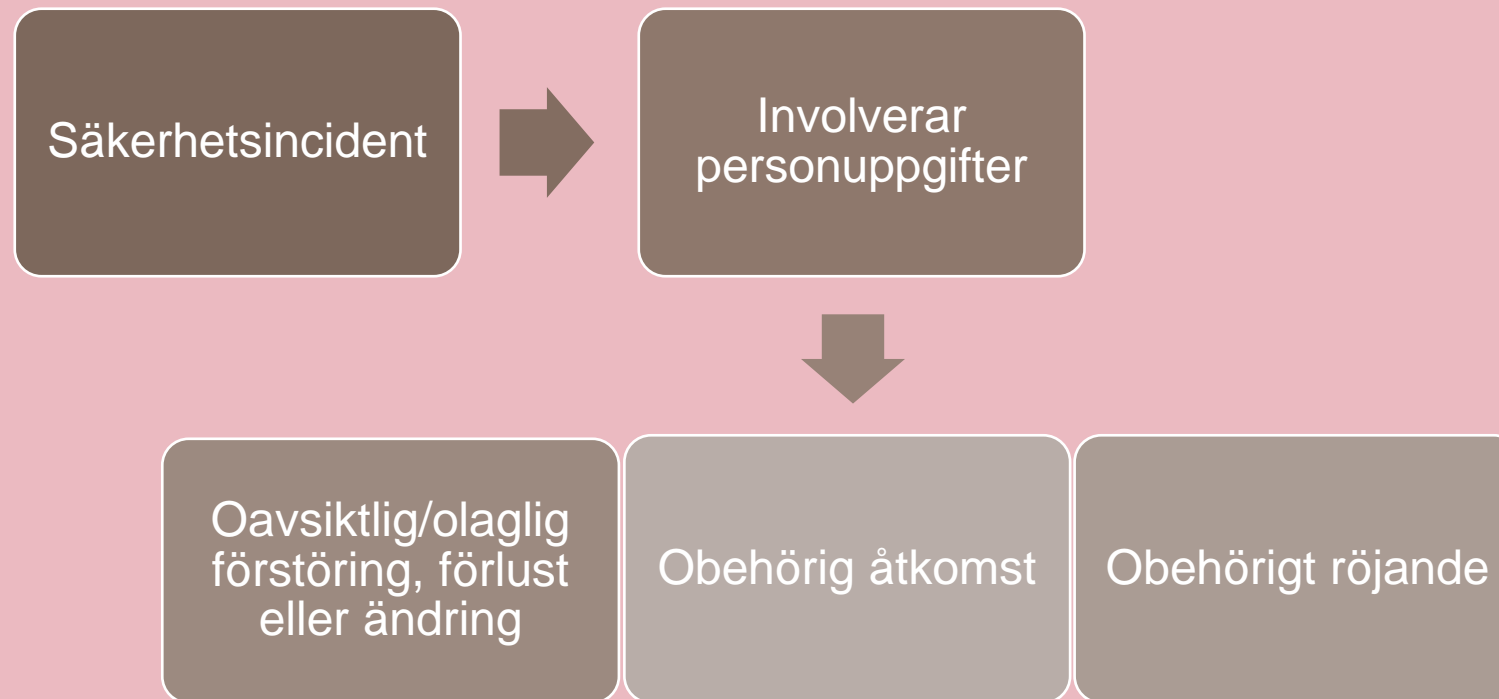 Säkerhetsincident
Involverar
personuppgifter
Oavsiktlig/olaglig
förstöring, förlust
eller ändring
Obehörig åtkomst
Obehörigt röjande